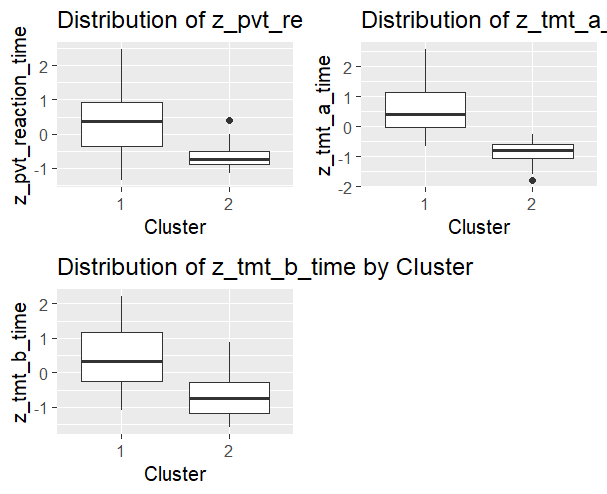 Distribution of z_pvt_re
z_pvt_reaction_time
2
1
0
-1
1 2
Cluster
Distribution of z_tmt_a_
z_tmt_a_time
2
1
0
-1
-2
1 2
Cluster
Distribution of z_tmt_b_time by Cluster
z_tmt_b_time
2
1
0
-1
1 2
Cluster